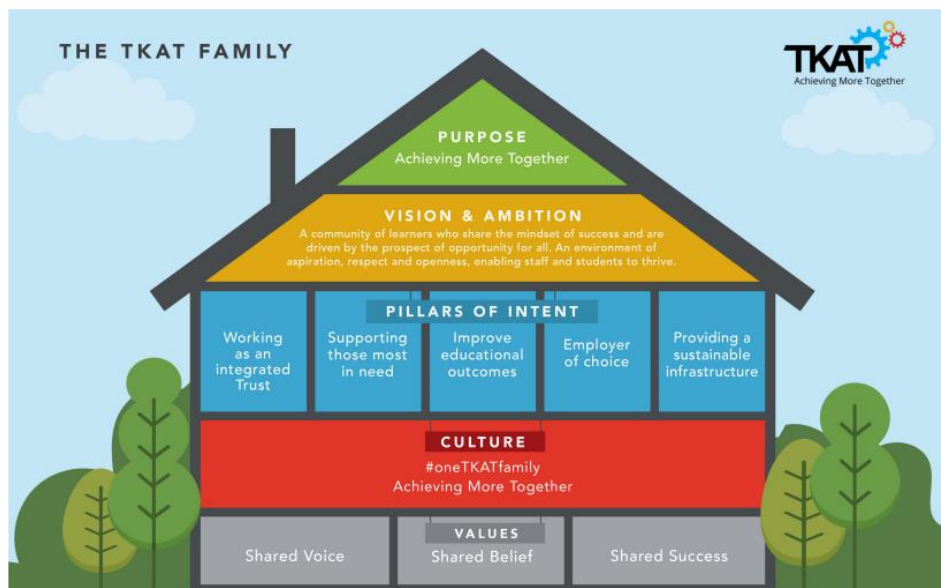 THE TKAT FAMILY
TKAT
Achieving More Together
PURPOSE
Achieving More Together
VISION & AMBITION
A community of learners who share the mindset of success and are
driven by the prospect of opportunity for all. An environment of
aspiration, respect and openness, enabling staff and students to thrive.
PILLARS OF INTENT
Working
as an
integrated
Trust
Supporting
those most
in need
Improve
educational
outcomes
Employer
of choice
Providing a
sustainable
infrastructure
CULTURE
#oneTKATfamily
Achieving More Together
VALUES
Shared Voice
Shared Belief
Shared Success